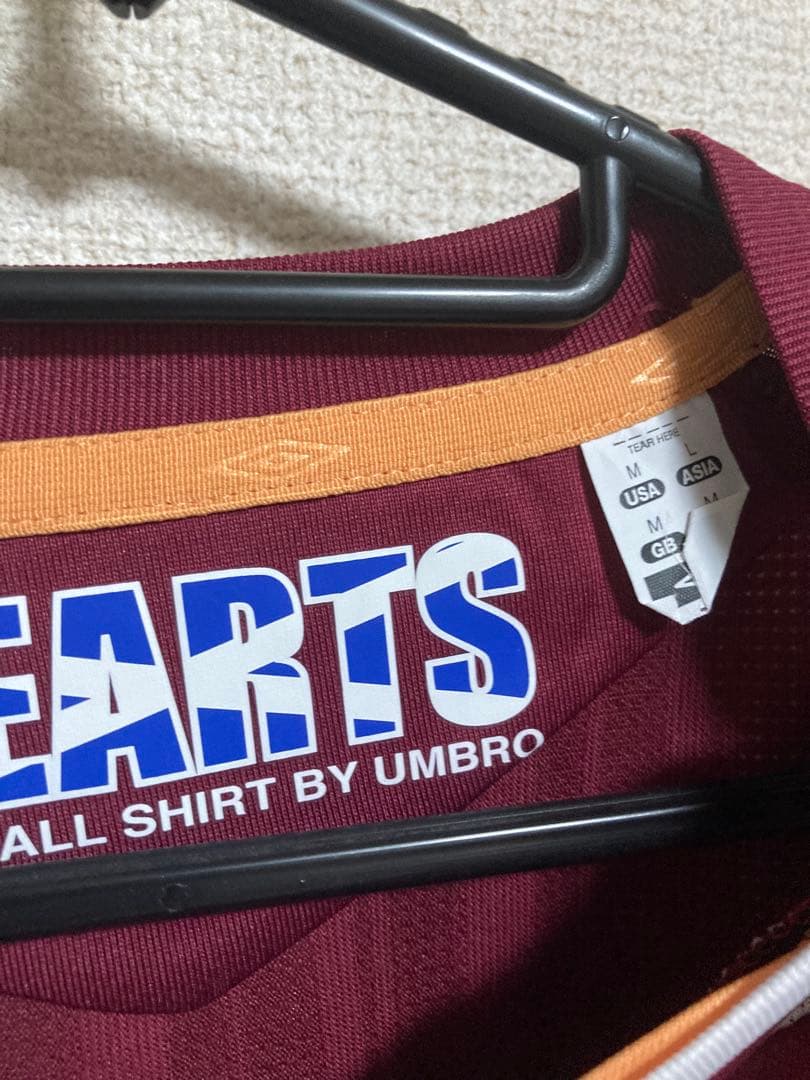 TEAR HERE
M L
USA ASIA
M M
GB
M
EARTS
ALL SHIRT BY UMBRO